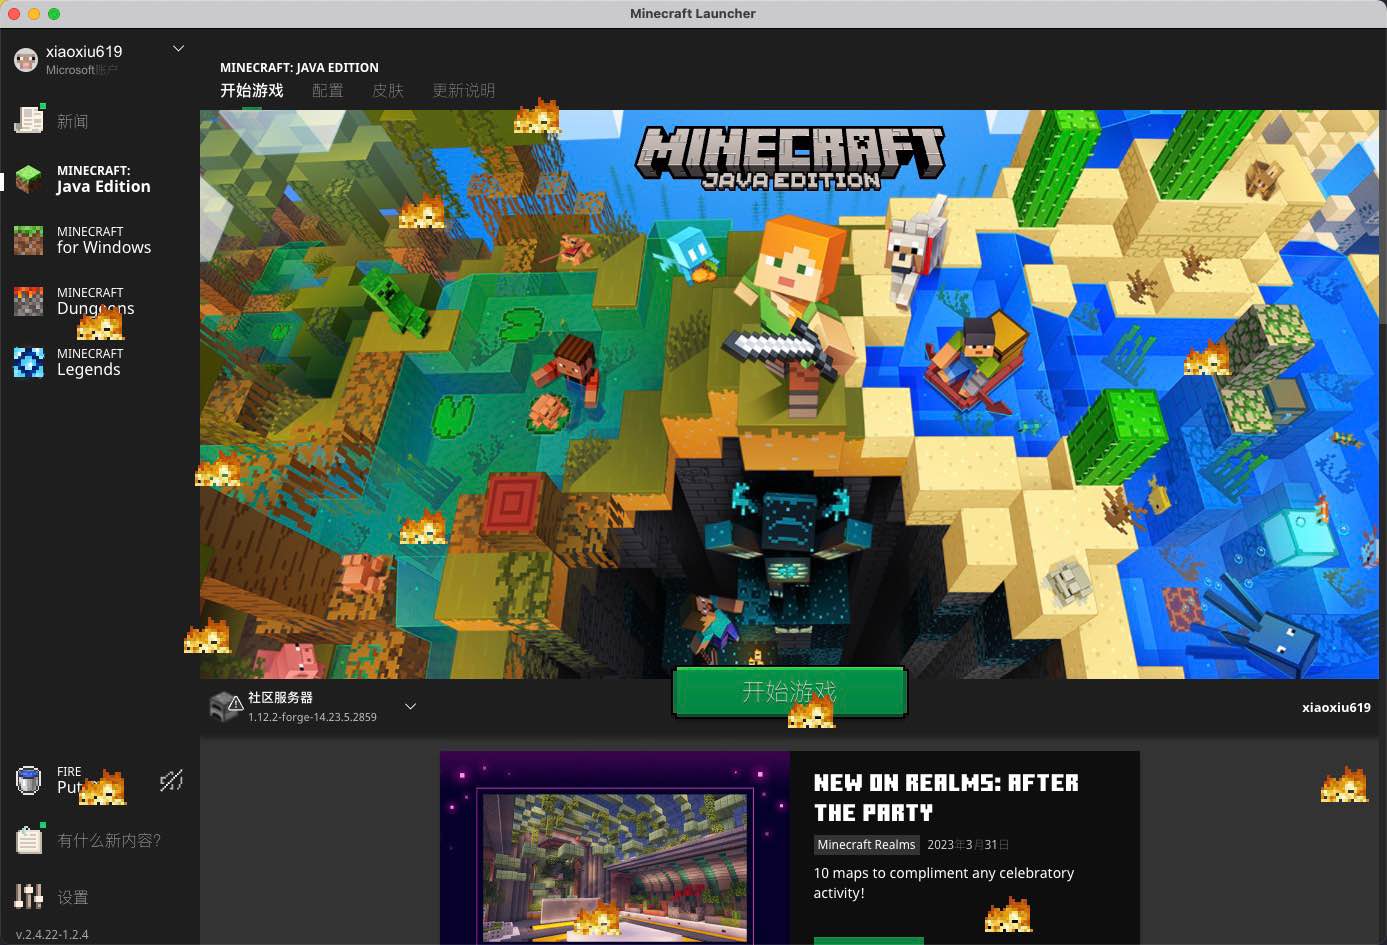 Minecraft Launcher
xiaoxiu619
Microsoft账户
新闻
MINECRAFT:
Java Edition
MINECRAFT
for Windows
MINECRAFT
Dungeons
MINECRAFT
Legends
FIRE
Put
有什么新内容?
设置
v.2.4.22-1.2.4
MINECRAFT: JAVA EDITION
开始游戏 配置 皮肤 更新说明
MINECRAFT
JAVA EDITION
社区服务器
1.12.2-forge-14.23.5.2859
开始游戏
xiaoxiu619
NEW ON REALMS: AFTER
THE PARTY
Minecraft Realms 2023年3月31日
10 maps to compliment any celebratory
activity!